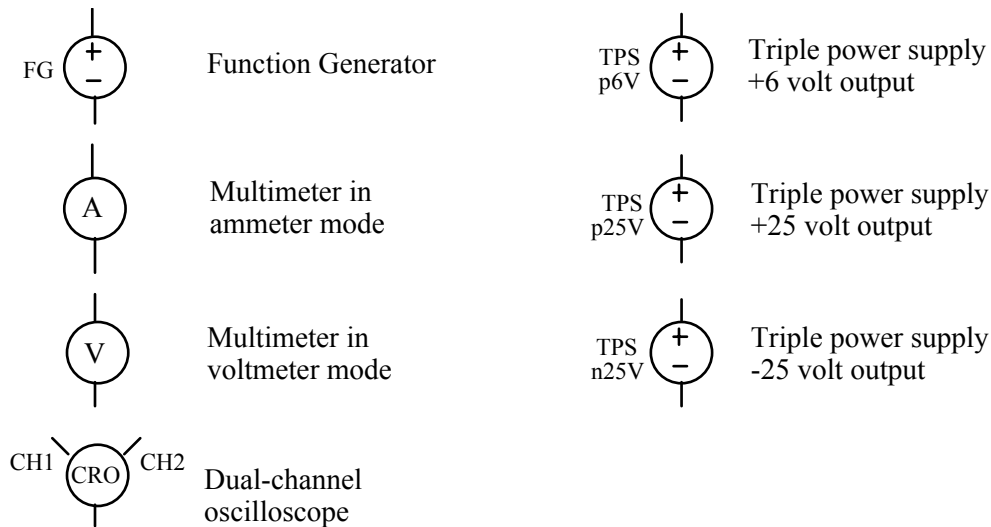 FG
+
−
Function Generator
A
Multimeter in
ammeter mode
V
Multimeter in
voltmeter mode
CH1
CRO
CH2
Dual-channel
oscilloscope
TPS
p6V
+
−
Triple power supply
+6 volt output
TPS
p25V
+
−
Triple power supply
+25 volt output
TPS
n25V
+
−
Triple power supply
-25 volt output